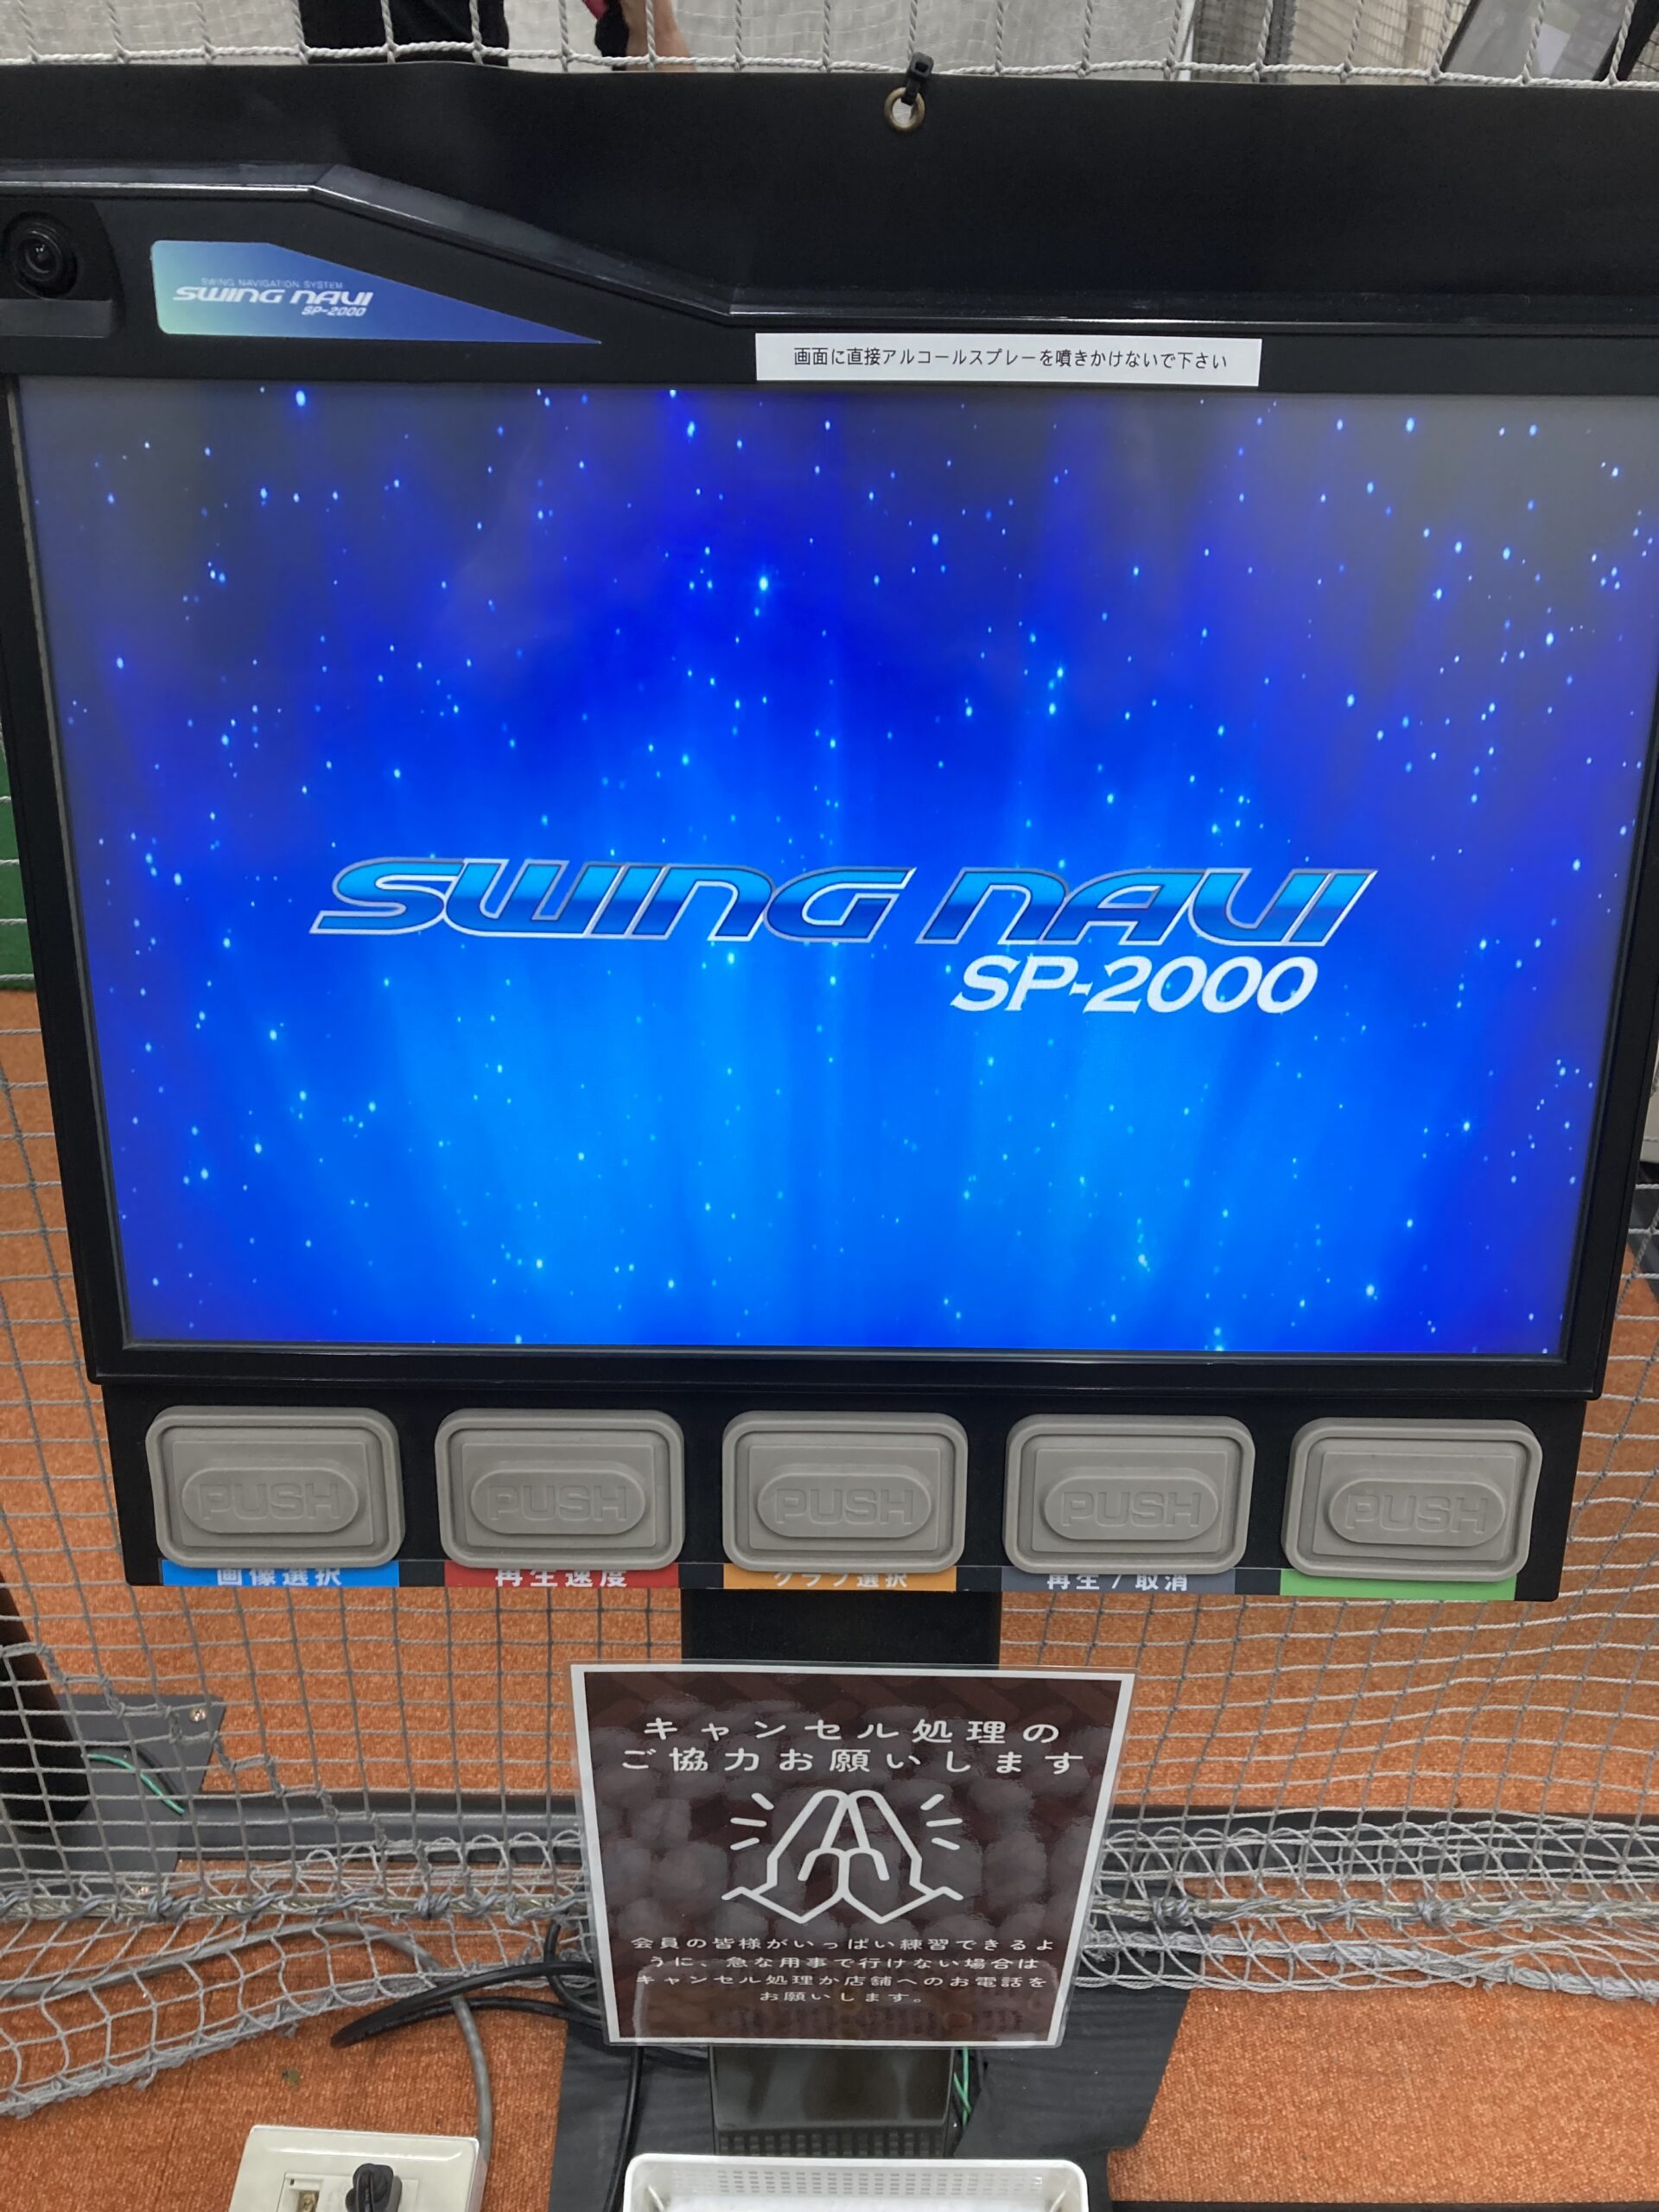 SWING NAVIGATION SYSTEM
SWING NAVI
SP-2000
画面に直接アルコールスプレーを噴きかけないで下さい
SWING NAVI
SP-2000
PUSH PUSH PUSH PUSH PUSH
画像選択 再生速度 クラブ選択 再生/取消
キャンセル処理の
ご協力お願いします
会員の皆様がいっぱい練習できるよ
うに、急な用事で行けない場合は
キャンセル処理か店舗へのお電話を
お願いします。